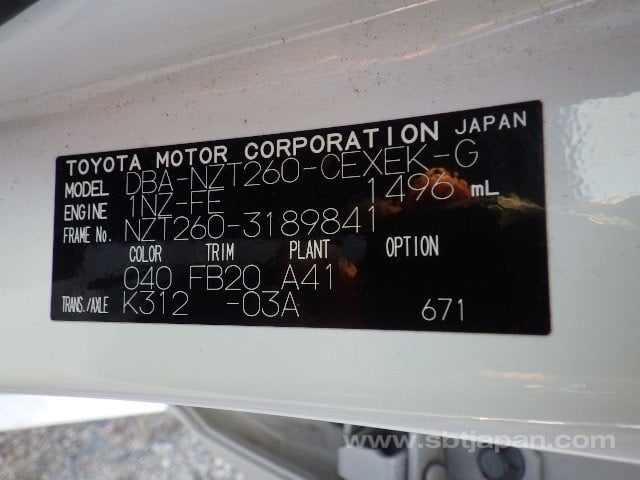 TOYOTA MOTOR CORPORATION JAPAN
MODEL DBA-NZT260-CEXEK-G
ENGINE 1NZ-FE 1496 mL
FRAME No. NZT260-3189841
COLOR TRIM PLANT OPTION
040 FB20 A41
TRANS./AXLE K312 -03A 671
www.sbtjapan.com